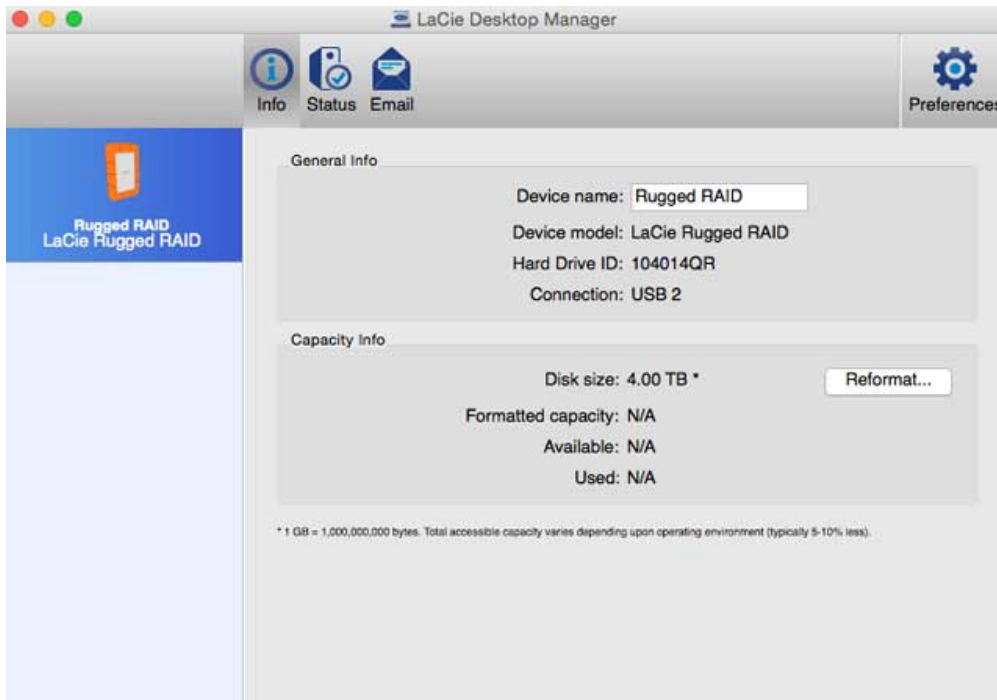 LaCie Desktop Manager
Info Status Email
Preferences
Rugged RAID
LaCie Rugged RAID
General Info
Device name: Rugged RAID
Device model: LaCie Rugged RAID
Hard Drive ID: 104014QR
Connection: USB 2
Capacity Info
Disk size: 4.00 TB *
Reformat...
Formatted capacity: N/A
Available: N/A
Used: N/A
* 1 GB = 1,000,000,000 bytes. Total accessible capacity varies depending upon operating environment (typically 5-10% less).